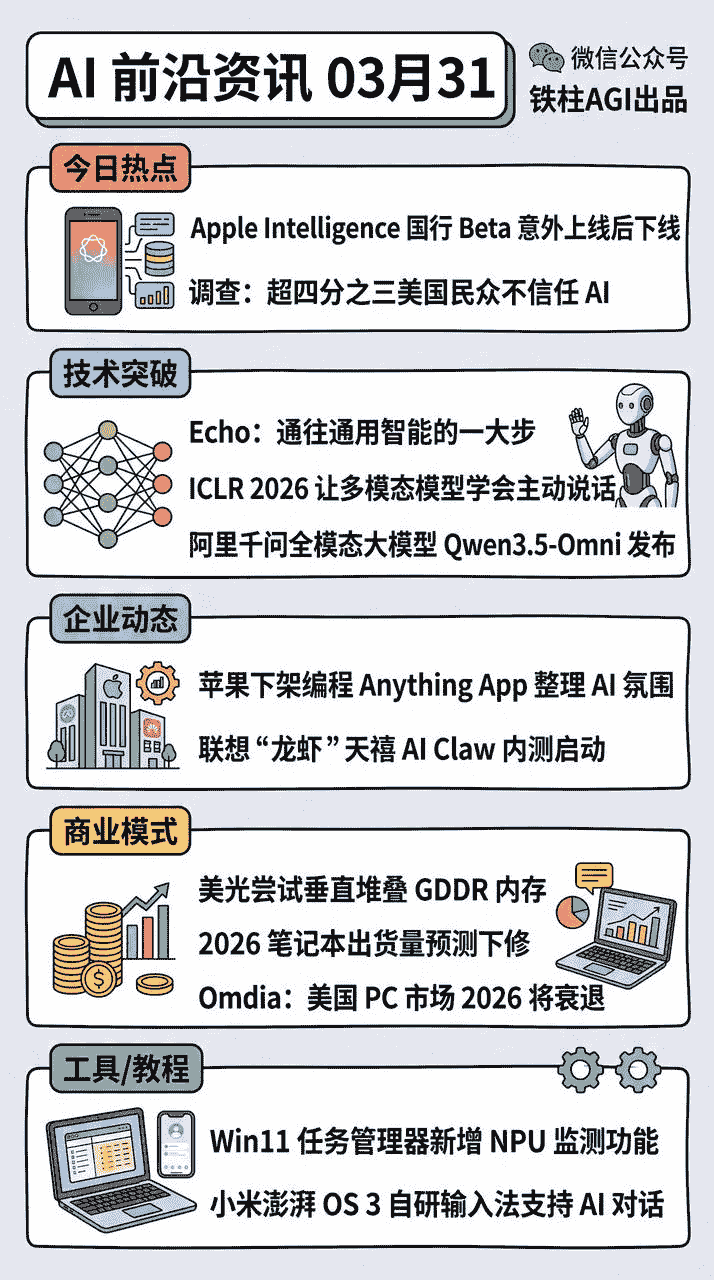 AI 前沿资讯 03月31
微信公众号
铁柱AGI出品
今日热点
Apple Intelligence 国行 Beta 意外上线后下线
调查：超四分之三美国民众不信任 AI
技术突破
Echo：通往通用智能的一大步
ICLR 2026 让多模态模型学会主动说话
阿里千问全模态大模型 Qwen3.5-Omni 发布
企业动态
苹果下架编程 Anything App 整理 AI 氛围
联想“龙虾”天禧 AI Claw 内测启动
商业模式
美光尝试垂直堆叠 GDDR 内存
2026 笔记本出货量预测下修
Omdia：美国 PC 市场 2026 将衰退
工具/教程
Win11 任务管理器新增 NPU 监测功能
小米澎湃 OS 3 自研输入法支持 AI 对话